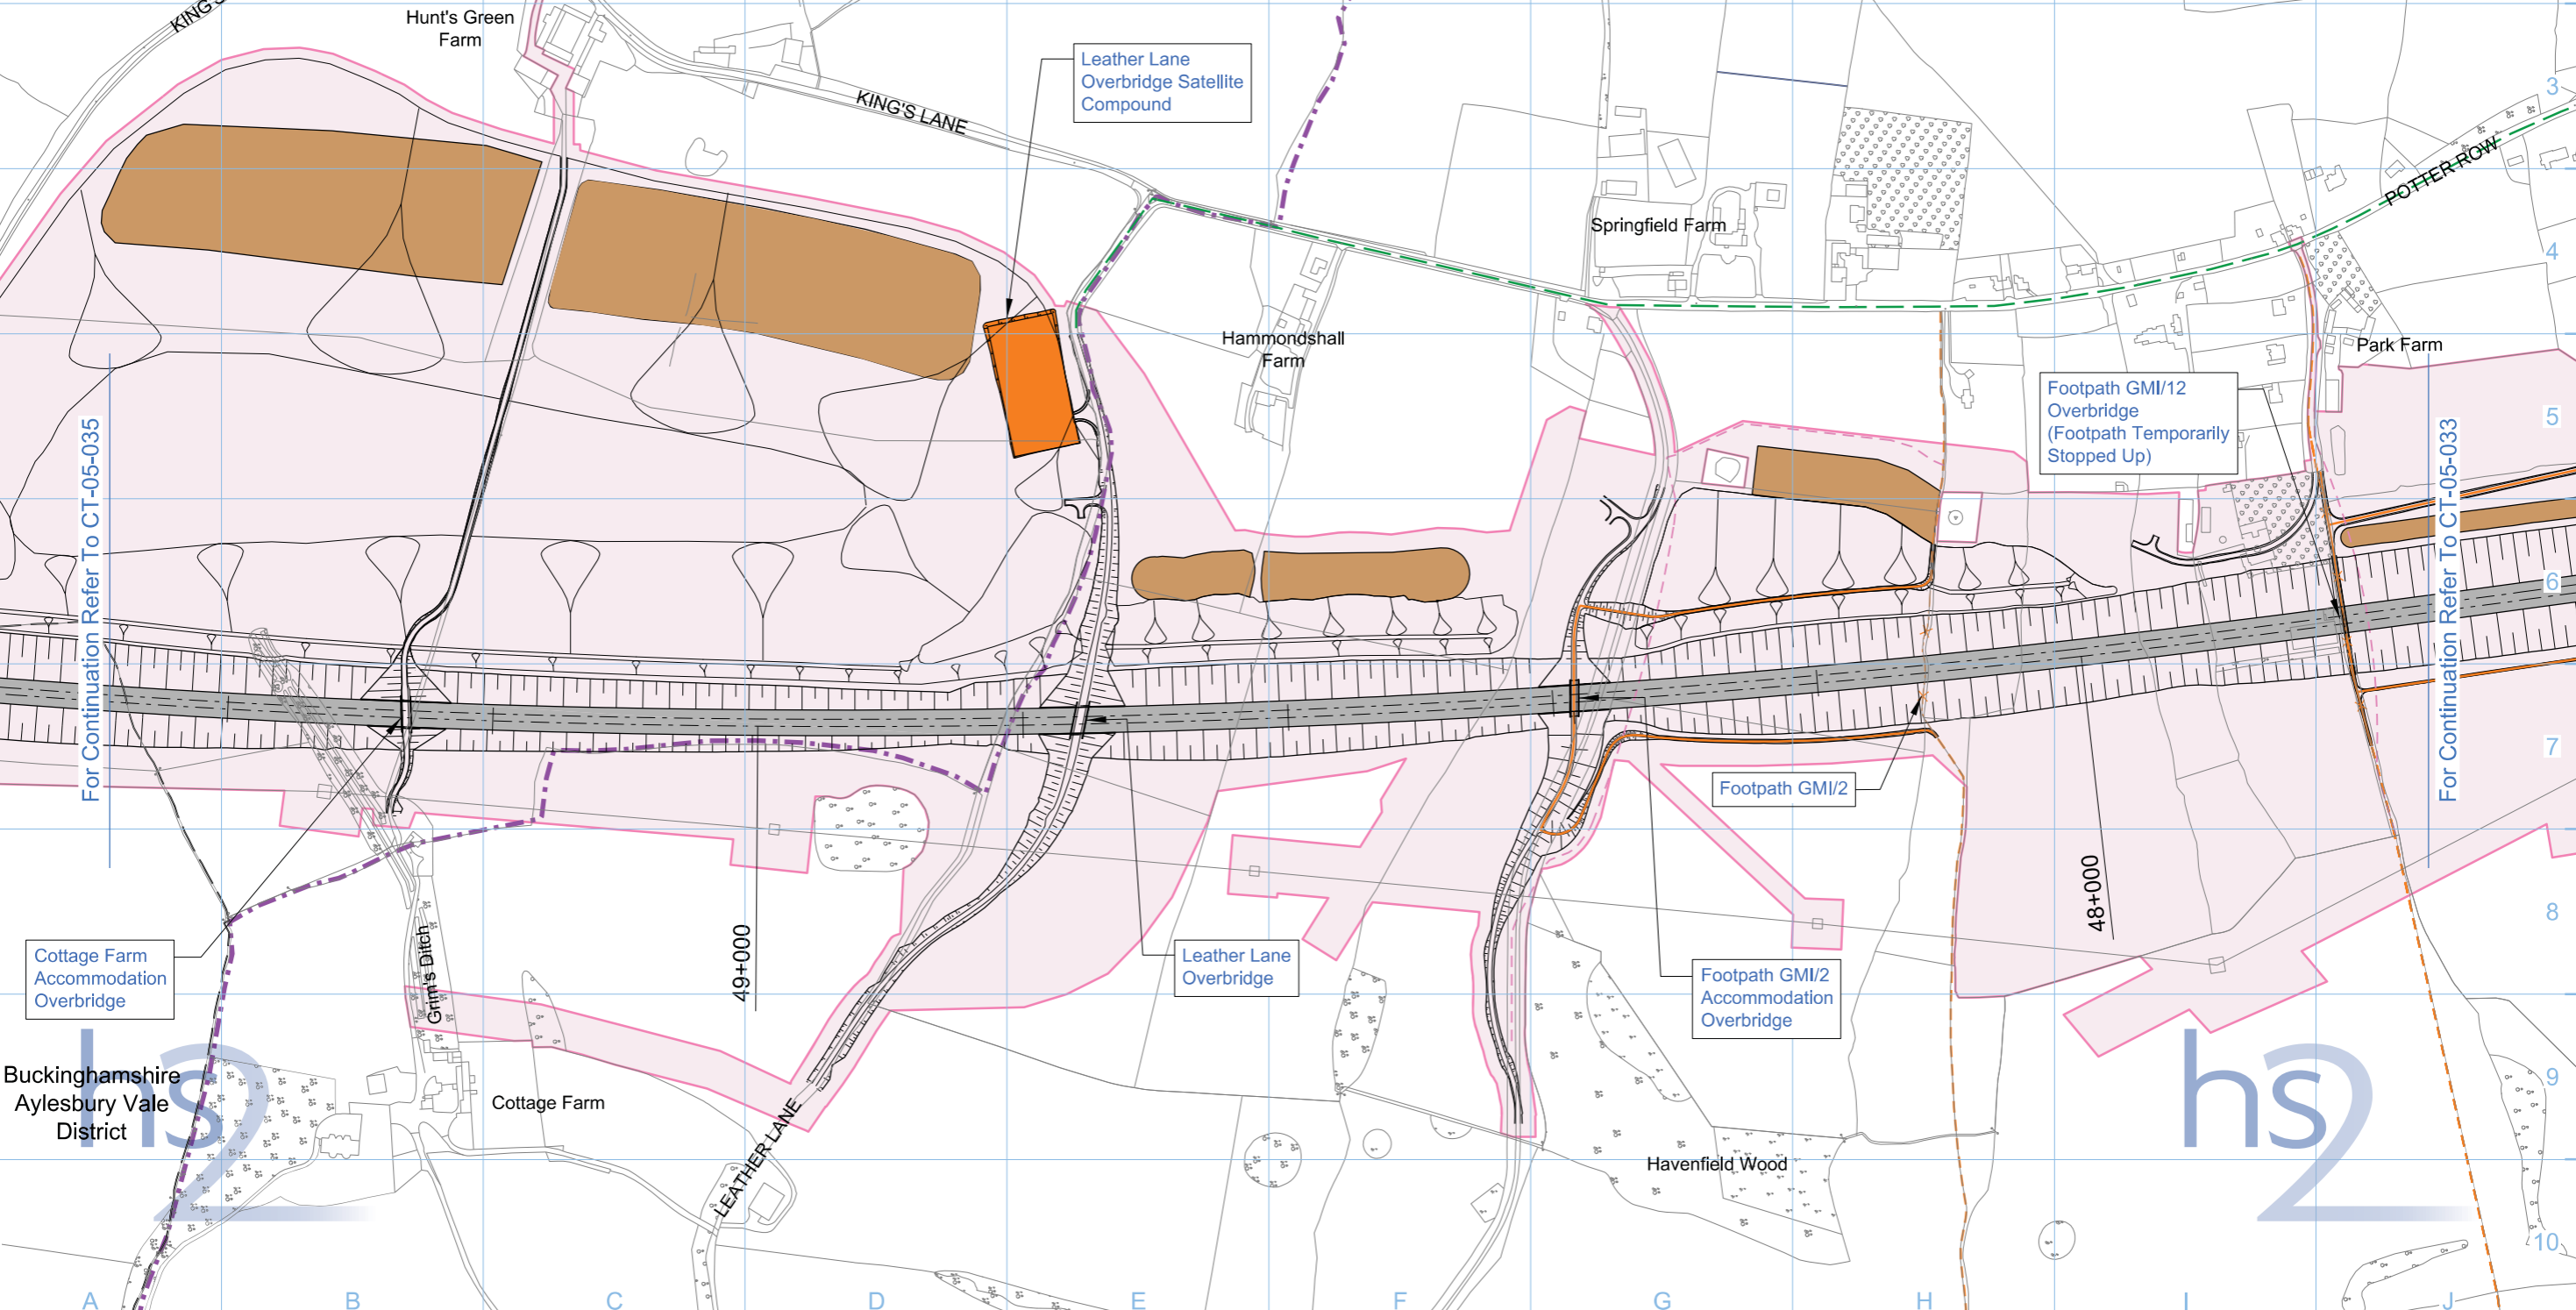 KING'S
Hunt's Green
Farm
Leather Lane
Overbridge Satellite
Compound
KING'S LANE
3
POTTER ROW
Springfield Farm
4
Hammondshall
Farm
Park Farm
Footpath GMI/12
Overbridge
(Footpath Temporarily
Stopped Up)
5
For Continuation Refer To CT-05-035
For Continuation Refer To CT-05-033
6
7
Footpath GMI/2
48+000
8
49+000
Grim's Ditch
Cottage Farm
Accommodation
Overbridge
Leather Lane
Overbridge
Footpath GMI/2
Accommodation
Overbridge
hs2
hs2
Buckinghamshire
Aylesbury Vale
District
Cottage Farm
9
LEATHER LANE
Havenfield Wood
10
A
B
C
D
E
F
G
H
I
J